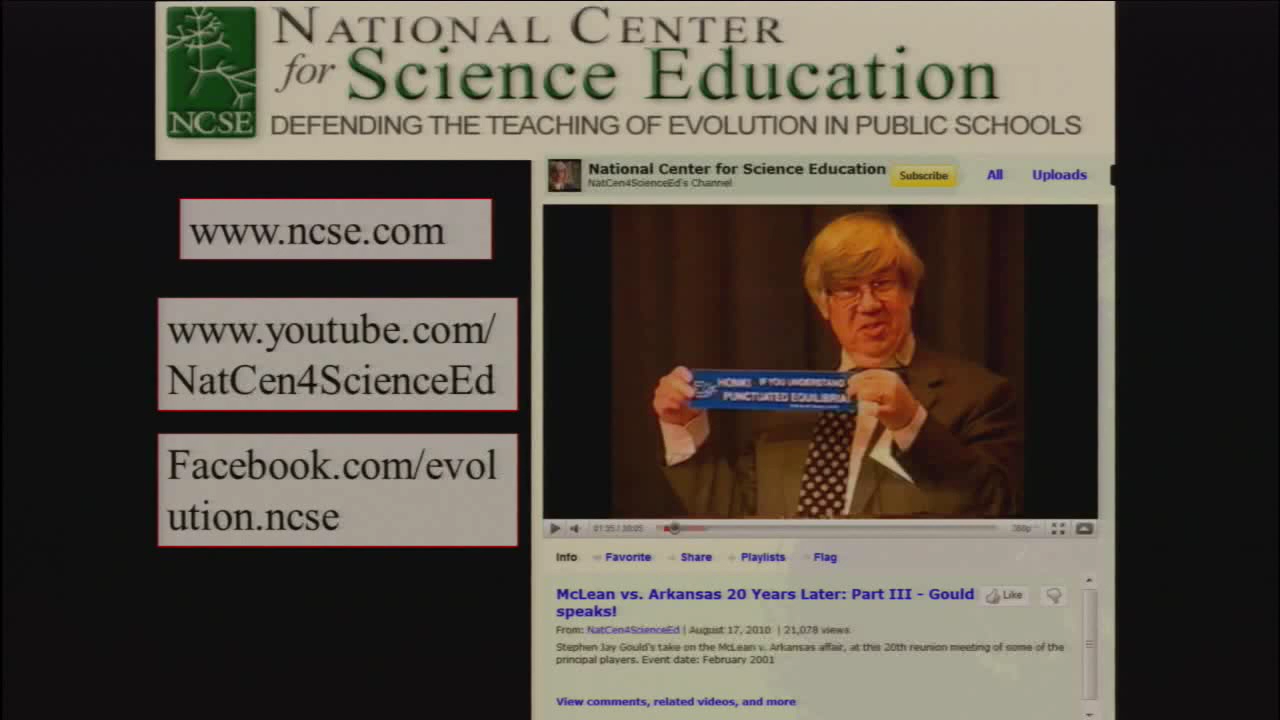 NATIONAL CENTER
for Science Education
NCSE
DEFENDING THE TEACHING OF EVOLUTION IN PUBLIC SCHOOLS
www.ncse.com
www.youtube.com/
NatCen4ScienceEd
Facebook.com/evol
ution.ncse
National Center for Science Education
NatCen4ScienceEd's Channel
Subscribe
All
Uploads
HONK! IF YOU UNDERSTAND
PUNCTUATED EQUILIBRIA
360p
Info
Favorite
Share
Playlists
Flag
McLean vs. Arkansas 20 Years Later: Part III - Gould
speaks!
Like
From: NatCen4ScienceEd | August 17, 2010 | 21,078 views
Stephen Jay Gould's take on the McLean v. Arkansas affair, at this 20th reunion meeting of some of the
principal players. Event date: February 2001
View comments, related videos, and more